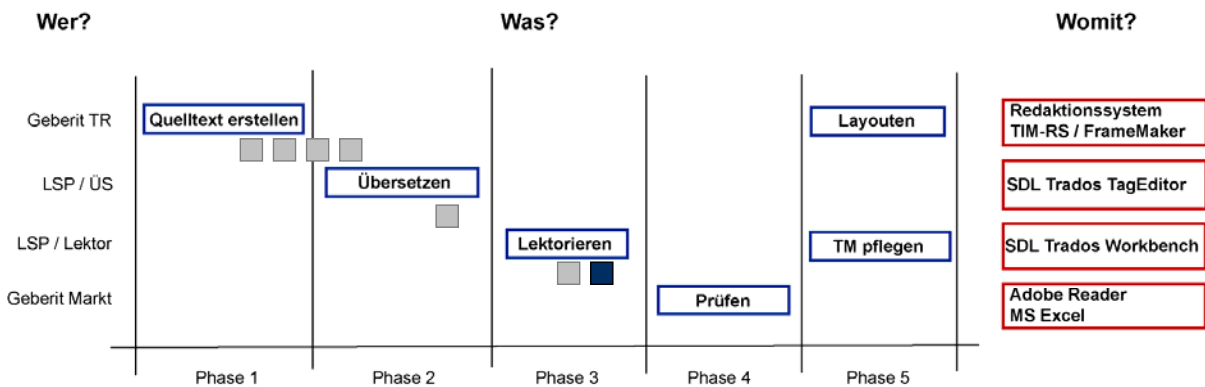 Wer?
Was?
Womit?
Geberit TR
Quelltext erstellen
Layouten
Redaktionssystem
TIM-RS / FrameMaker
LSP / ÜS
Übersetzen
SDL Trados TagEditor
LSP / Lektor
Lektorieren
TM pflegen
SDL Trados Workbench
Geberit Markt
Prüfen
Adobe Reader
MS Excel
Phase 1
Phase 2
Phase 3
Phase 4
Phase 5